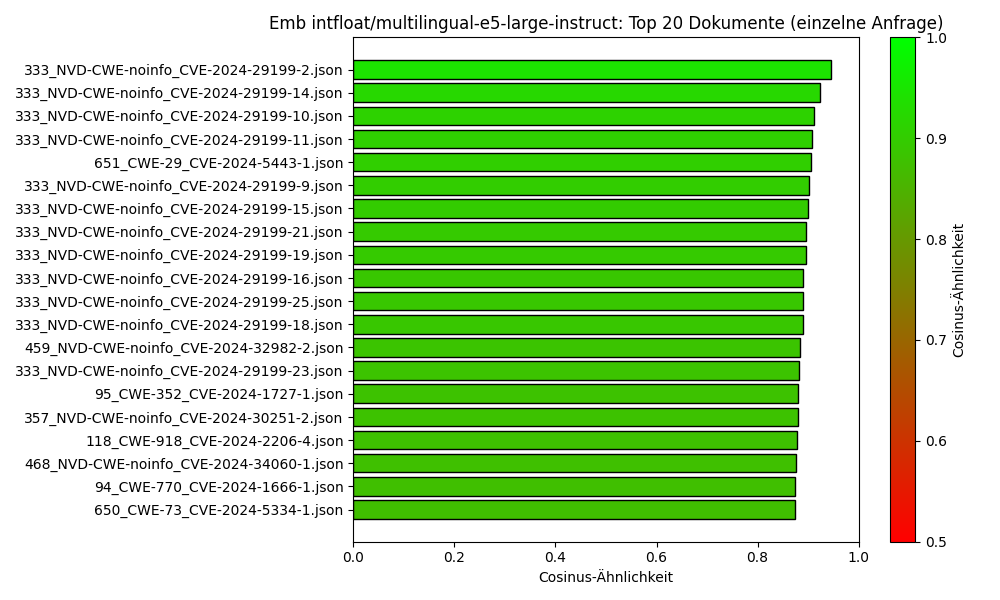 Emb intfloat/multilingual-e5-large-instruct: Top 20 Dokumente (einzelne Anfrage)
333_NVD-CWE-noinfo_CVE-2024-29199-2.json
333_NVD-CWE-noinfo_CVE-2024-29199-14.json
333_NVD-CWE-noinfo_CVE-2024-29199-10.json
333_NVD-CWE-noinfo_CVE-2024-29199-11.json
651_CWE-29_CVE-2024-5443-1.json
333_NVD-CWE-noinfo_CVE-2024-29199-9.json
333_NVD-CWE-noinfo_CVE-2024-29199-15.json
333_NVD-CWE-noinfo_CVE-2024-29199-21.json
333_NVD-CWE-noinfo_CVE-2024-29199-19.json
333_NVD-CWE-noinfo_CVE-2024-29199-16.json
333_NVD-CWE-noinfo_CVE-2024-29199-25.json
333_NVD-CWE-noinfo_CVE-2024-29199-18.json
459_NVD-CWE-noinfo_CVE-2024-32982-2.json
333_NVD-CWE-noinfo_CVE-2024-29199-23.json
95_CWE-352_CVE-2024-1727-1.json
357_NVD-CWE-noinfo_CVE-2024-30251-2.json
118_CWE-918_CVE-2024-2206-4.json
468_NVD-CWE-noinfo_CVE-2024-34060-1.json
94_CWE-770_CVE-2024-1666-1.json
650_CWE-73_CVE-2024-5334-1.json
0.0 0.2 0.4 0.6 0.8 1.0
Cosinus-Ähnlichkeit
1.0
0.9
0.8
0.7
0.6
0.5
Cosinus-Ähnlichkeit